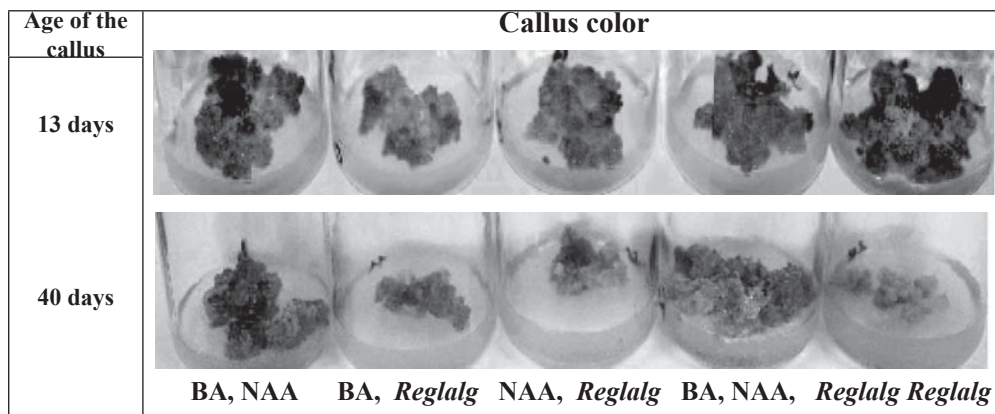 Age of the
callus
Callus color
13 days
40 days
BA, NAA BA, Reglalg NAA, Reglalg BA, NAA, Reglalg Reglalg